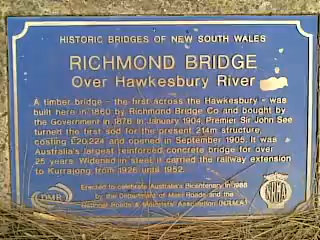 HISTORIC BRIDGES OF NEW SOUTH WALES
RICHMOND BRIDGE
Over Hawkesbury River
A timber bridge - the first across the Hawkesbury - was
built here in 1860 by Richmond Bridge Co and bought by
the Government in 1876. In January 1904, Premier Sir John See
turned the first sod for the present 214m structure,
costing £20,924 and opened in September 1905. It was
Australia's largest reinforced concrete bridge for over
25 years. Widened in steel it carried the railway extension
to Kurrajong from 1926 until 1952.
Erected to celebrate Australia's Bicentenary in 1988
by the Department of Main Roads and the
National Roads & Motorists' Association (NRMA)
DMR
NRMA